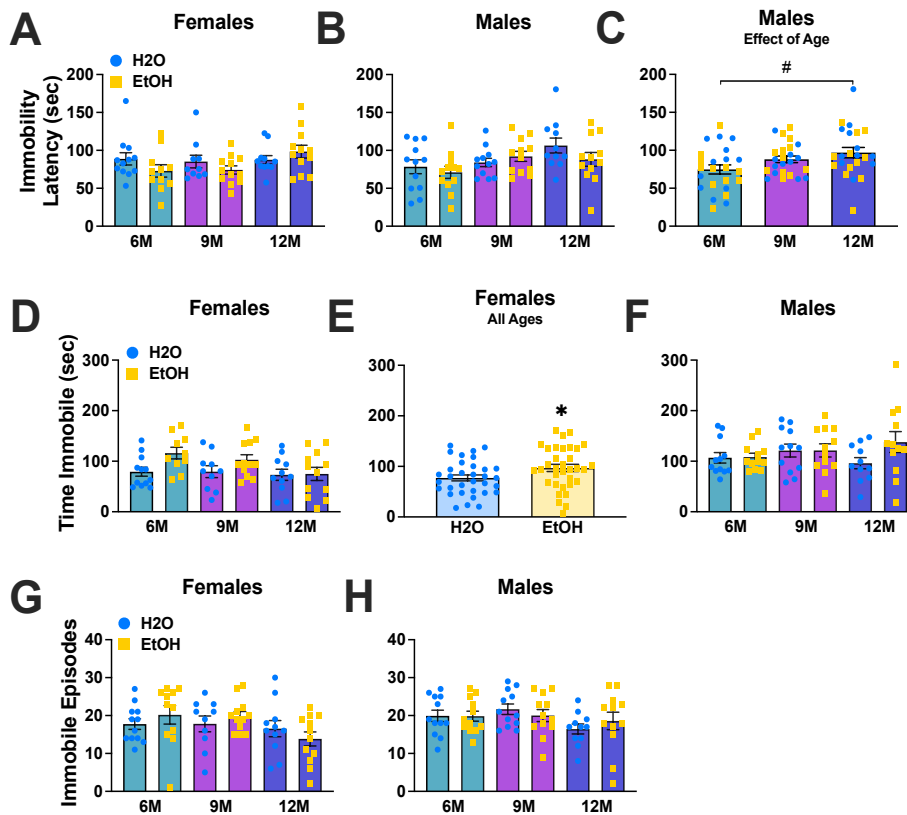 A
Females
H2O
EtOH
Immobility
Latency (sec)
200
150
100
50
0
6M
9M
12M
B
Males
200
150
100
50
0
6M
9M
12M
C
Males
Effect of Age
#
200
150
100
50
0
6M
9M
12M
D
Females
H2O
EtOH
Time Immobile (sec)
300
200
100
0
6M
9M
12M
E
Females
All Ages
*
300
200
100
0
H2O
EtOH
F
Males
300
200
100
0
6M
9M
12M
G
Females
H2O
EtOH
Immobile Episodes
40
30
20
10
0
6M
9M
12M
H
Males
40
30
20
10
0
6M
9M
12M